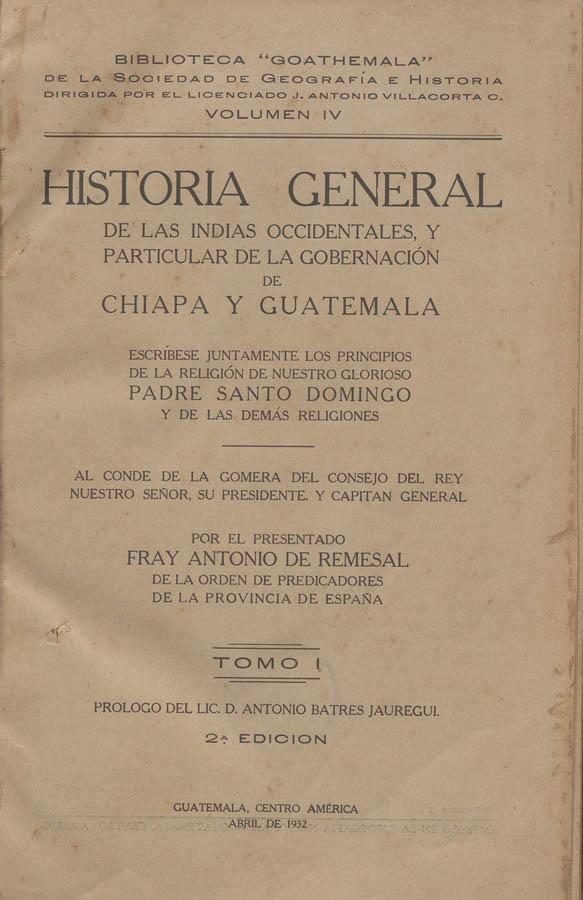 BIBLIOTECA "GOATHEMALA"
DE LA SOCIEDAD DE GEOGRAFÍA E HISTORIA
DIRIGIDA POR EL LICENCIADO J. ANTONIO VILLACORTA C.
VOLUMEN IV
HISTORIA GENERAL
DE LAS INDIAS OCCIDENTALES, Y
PARTICULAR DE LA GOBERNACIÓN
DE
CHIAPA Y GUATEMALA
ESCRÍBESE JUNTAMENTE LOS PRINCIPIOS
DE LA RELIGIÓN DE NUESTRO GLORIOSO
PADRE SANTO DOMINGO
Y DE LAS DEMÁS RELIGIONES
AL CONDE DE LA GOMERA DEL CONSEJO DEL REY
NUESTRO SEÑOR, SU PRESIDENTE. Y CAPITAN GENERAL
POR EL PRESENTADO
FRAY ANTONIO DE REMESAL
DE LA ORDEN DE PREDICADORES
DE LA PROVINCIA DE ESPAÑA
TOMO I
PROLOGO DEL LIC. D. ANTONIO BATRES JAUREGUI.
2ª EDICION
GUATEMALA, CENTRO AMÉRICA
ABRIL DE 1932